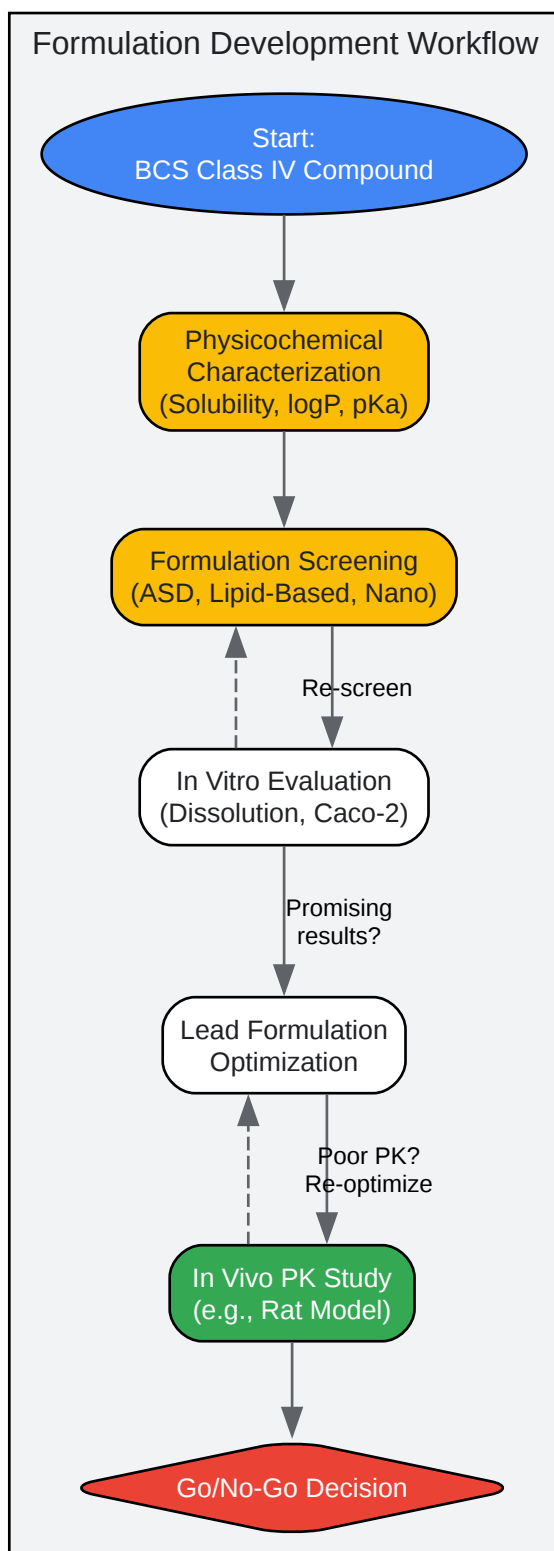 Formulation Development Workflow
Start:
BCS Class IV Compound
Physicochemical
Characterization
(Solubility, logP, pKa)
Formulation Screening
(ASD, Lipid-Based, Nano)
Re-screen
In Vitro Evaluation
(Dissolution, Caco-2)
Promising
results?
Lead Formulation
Optimization
Poor PK?
Re-optimize
In Vivo PK Study
(e.g., Rat Model)
Go/No-Go Decision